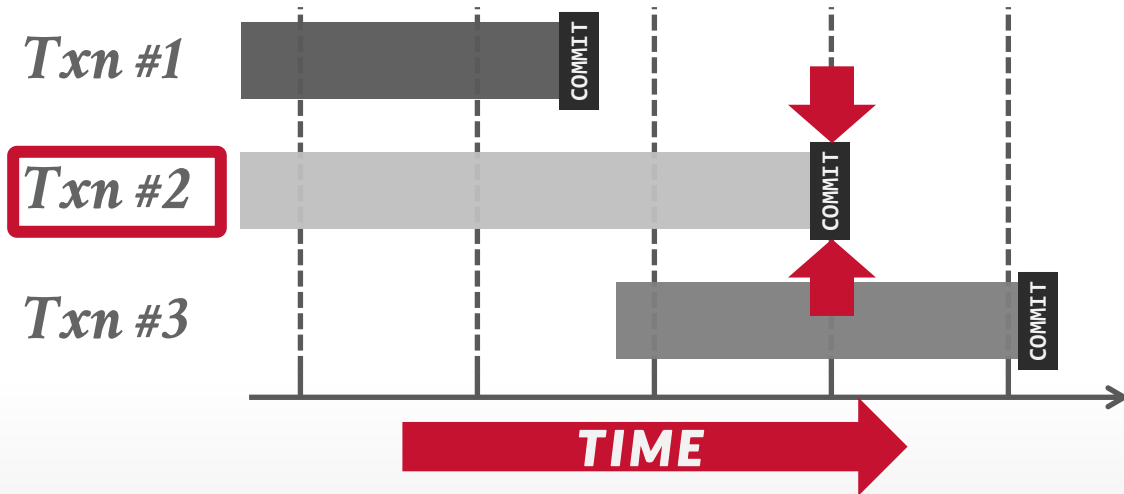 Txn #1
COMMIT
Txn #2
COMMIT
Txn #3
COMMIT
TIME